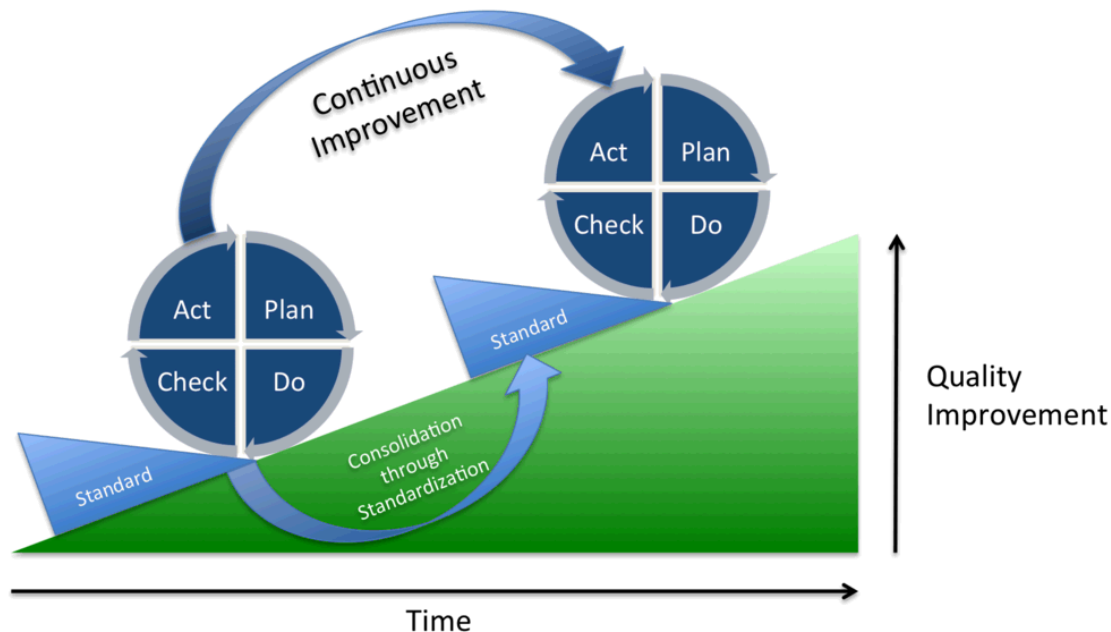 Continuous
Improvement
Act
Plan
Check
Do
Act
Plan
Check
Do
Standard
Standard
Consolidation
through
Standardization
Quality
Improvement
Time